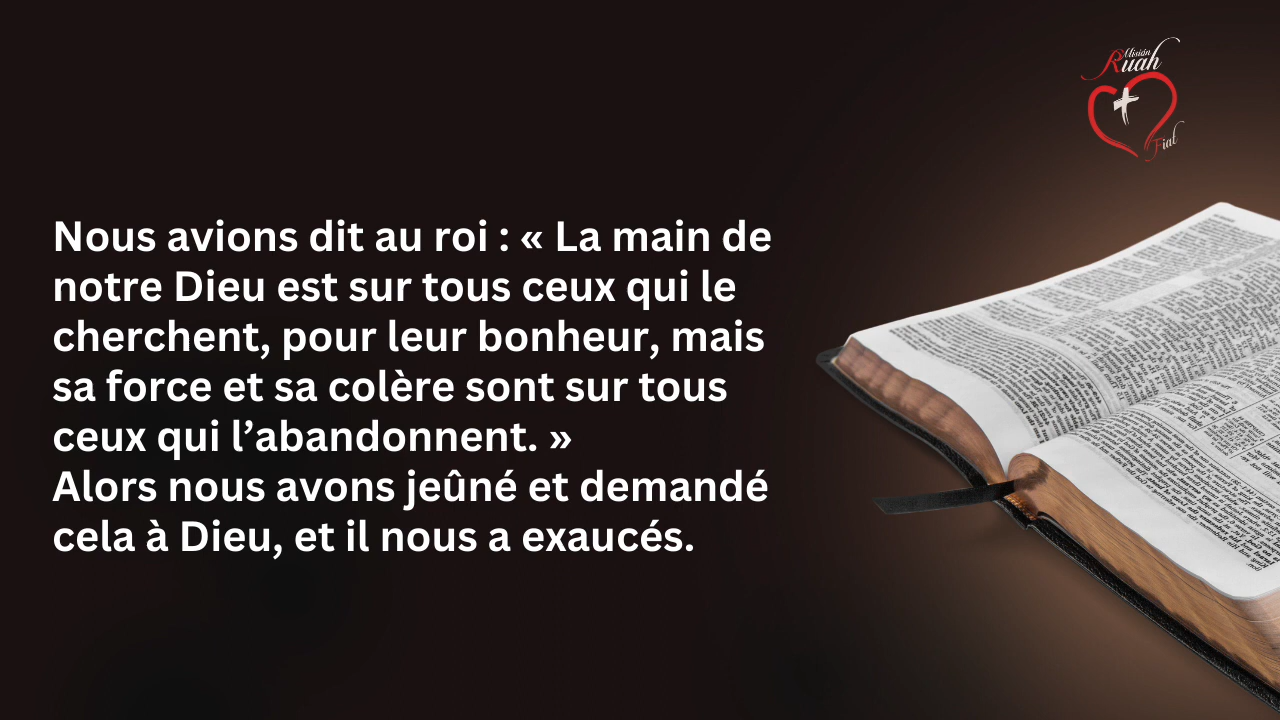 Misión
Ruah
Fial
Nous avions dit au roi : « La main de
notre Dieu est sur tous ceux qui le
cherchent, pour leur bonheur, mais
sa force et sa colère sont sur tous
ceux qui l’abandonnent. »
Alors nous avons jeûné et demandé
cela à Dieu, et il nous a exaucés.